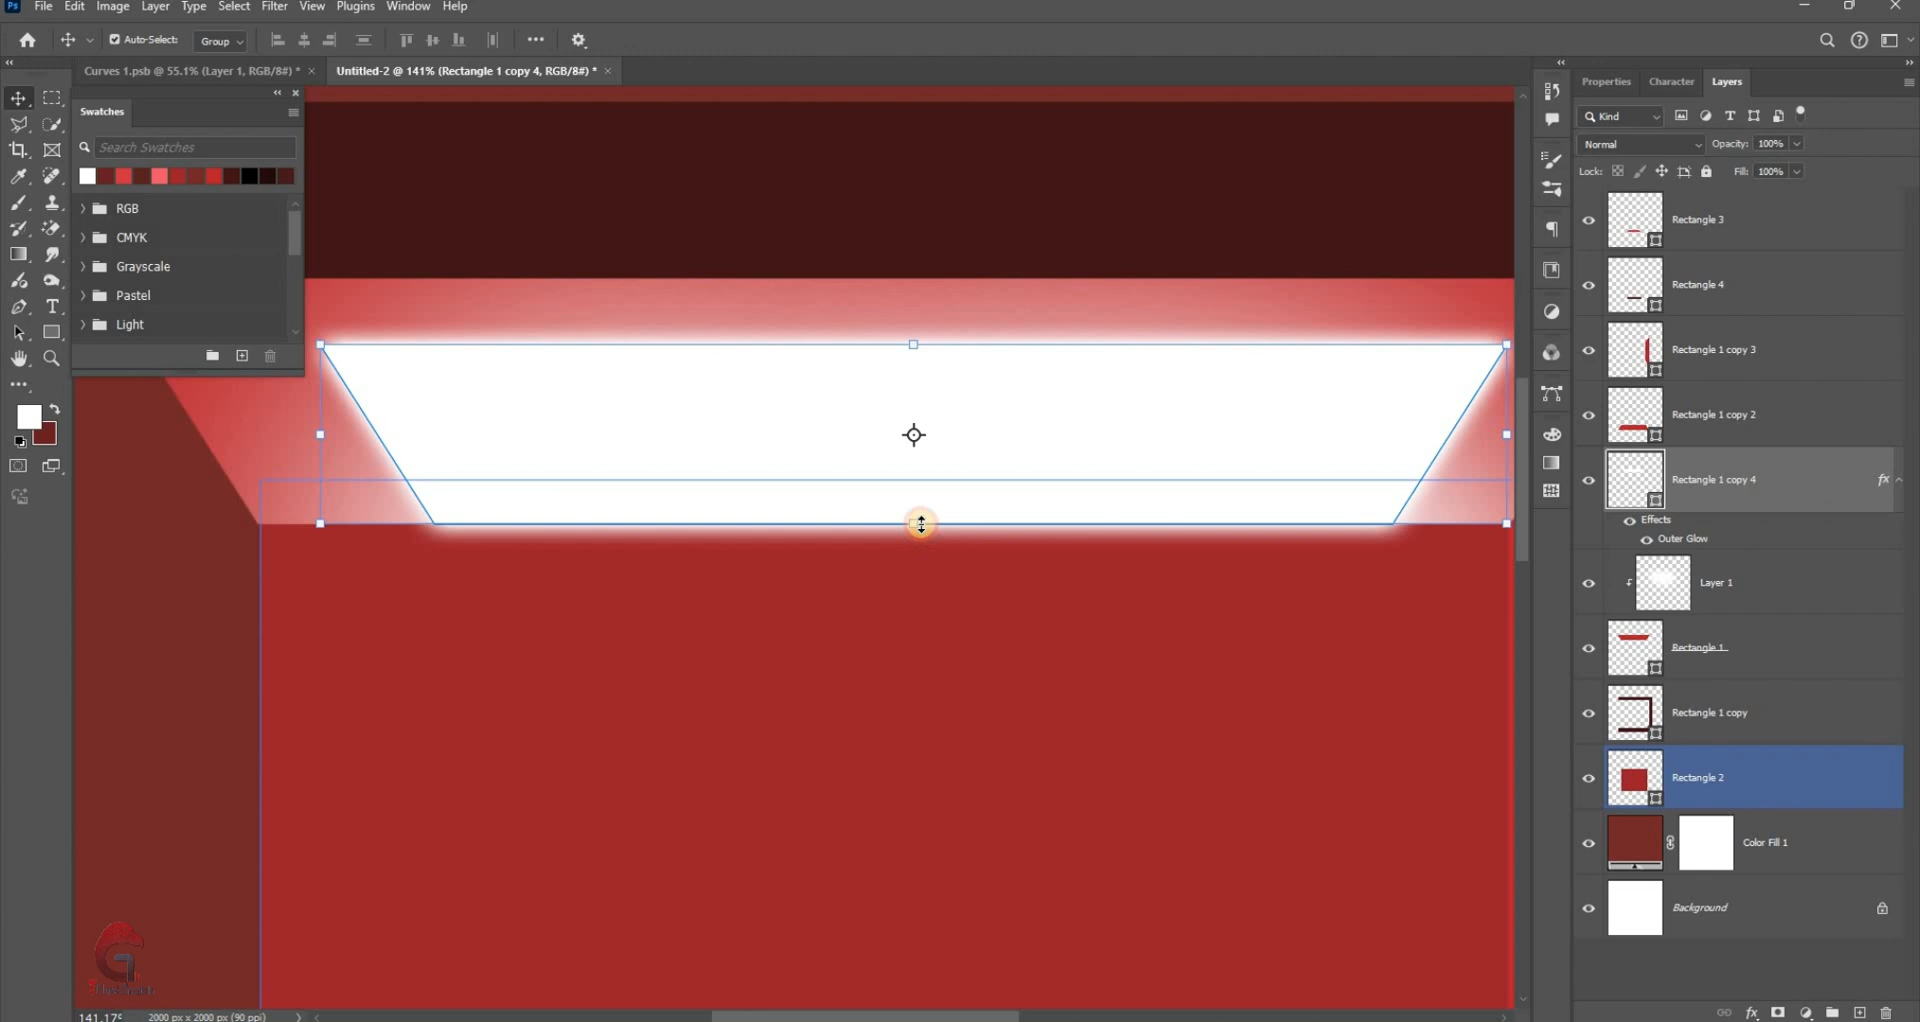 Ps File Edit Image Layer Type Select Filter View Plugins Window Help
Auto-Select: Group
Curves 1.psb @ 55.1% (Layer 1, RGB/8#) * × Untitled-2 @ 141% (Rectangle 1 copy 4, RGB/8#) * ×
Properties Character Layers
Swatches
Kind
Search Swatches
Normal Opacity: 100%
Lock: Fill: 100%
RGB
CMYK
Grayscale
Pastel
Light
Rectangle 3
Rectangle 4
Rectangle 1 copy 3
Rectangle 1 copy 2
Rectangle 1 copy 4 fx
Effects
Outer Glow
Layer 1
Rectangle 1
Rectangle 1 copy
Rectangle 2
Color Fill 1
Background
2000 px x 2000 px (90 ppi)
fx